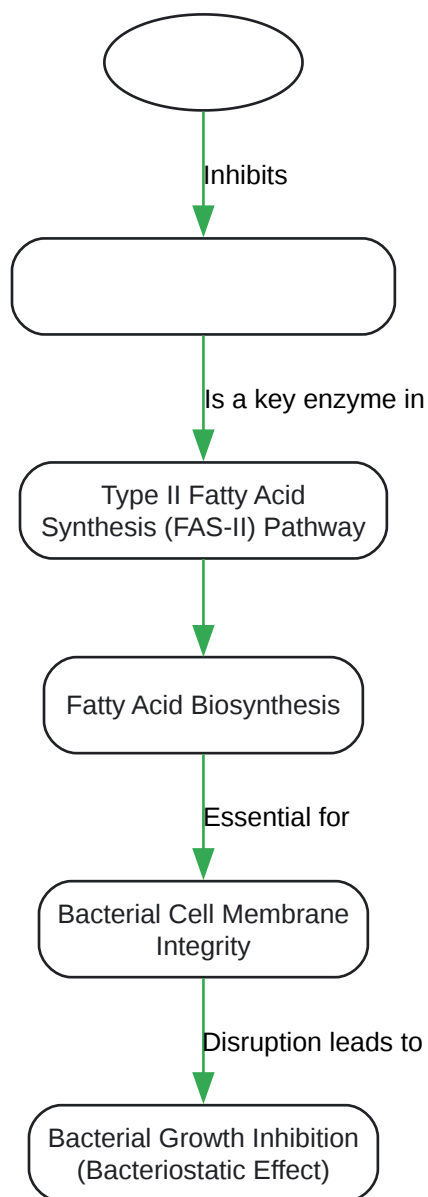 Inhibits
Is a key enzyme in
Type II Fatty Acid
Synthesis (FAS-II) Pathway
Fatty Acid Biosynthesis
Essential for
Bacterial Cell Membrane
Integrity
Disruption leads to
Bacterial Growth Inhibition
(Bacteriostatic Effect)